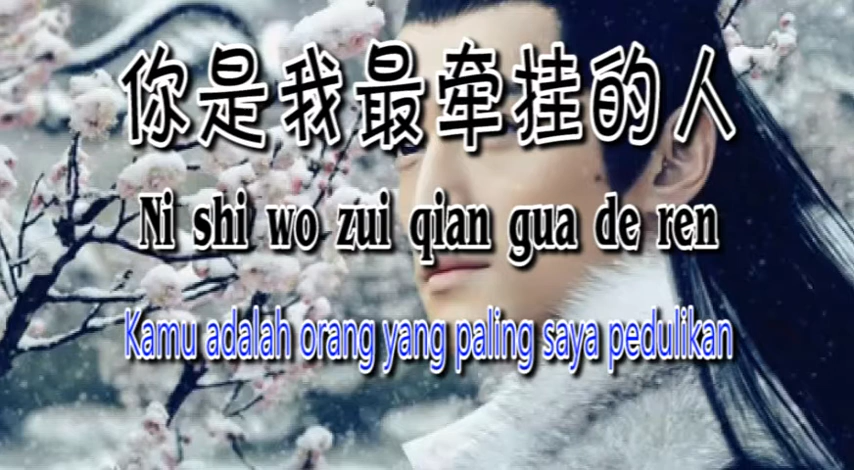 你是我最牵挂的人
Ni shi wo zui qian gua de ren
Kamu adalah orang yang paling saya pedulikan